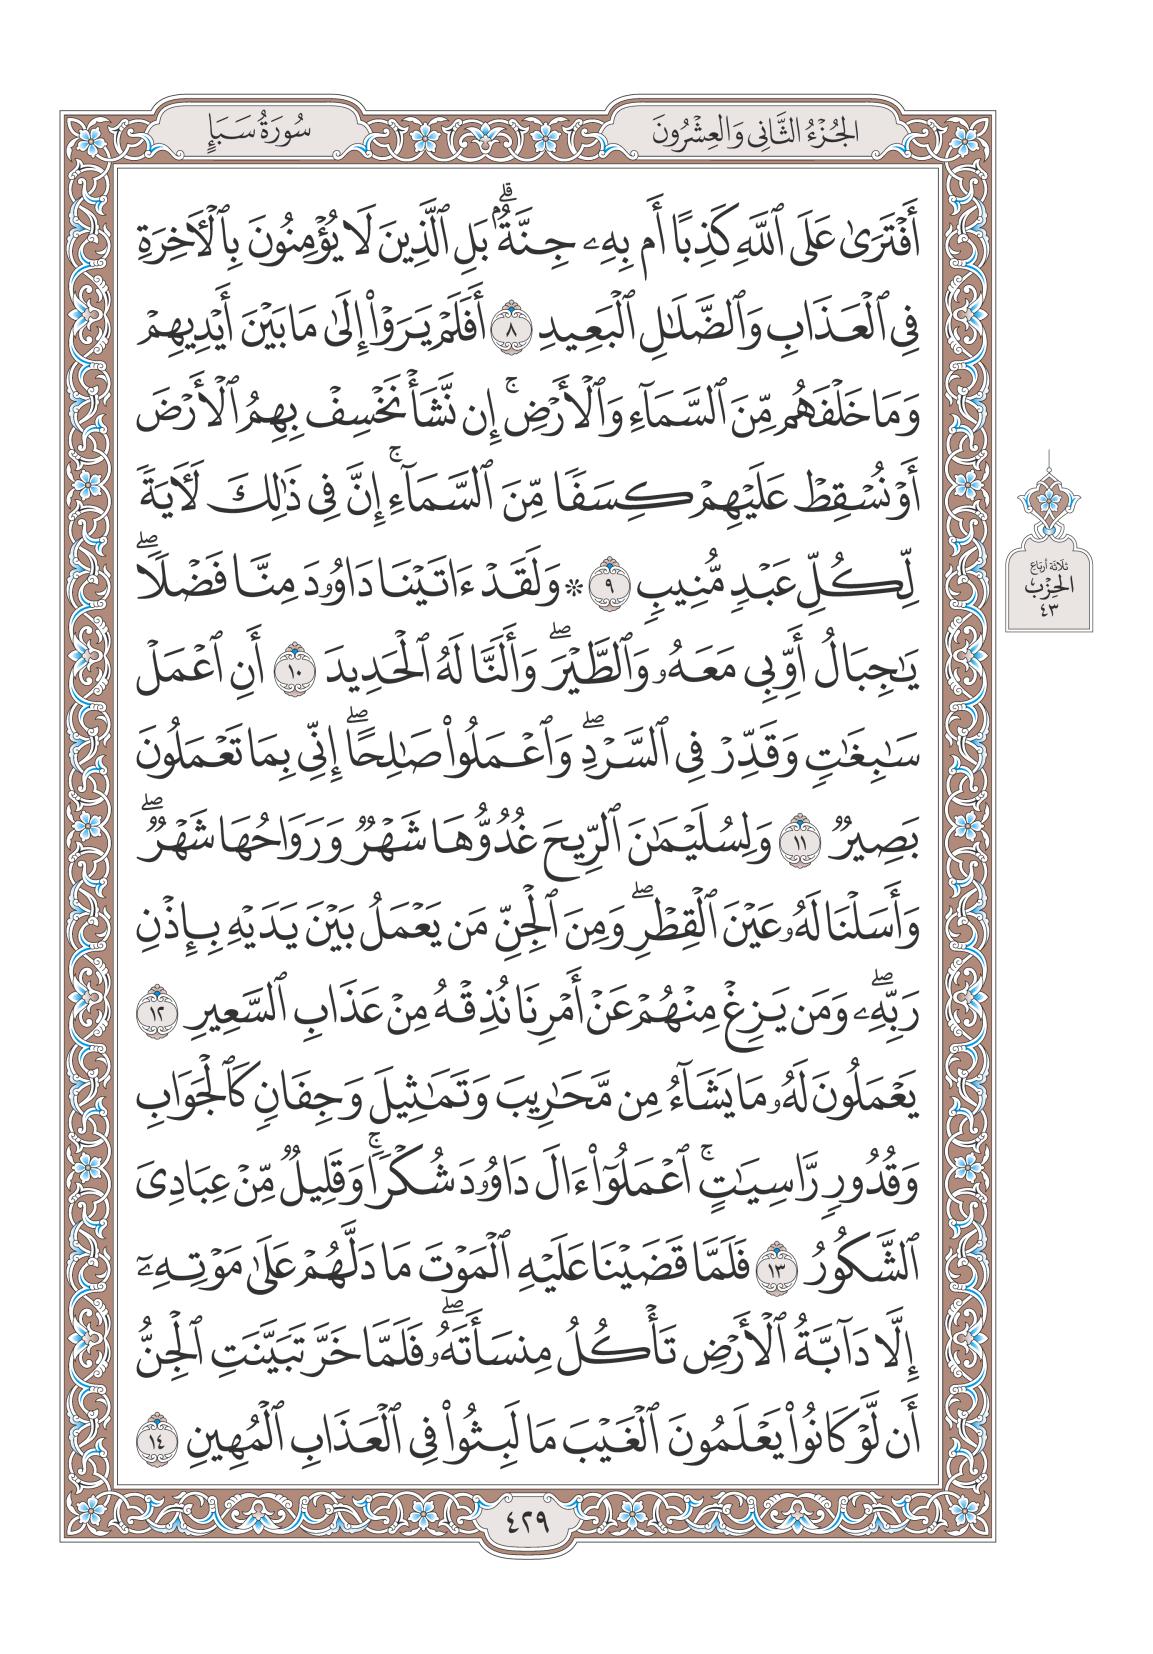 الجُزْءُ الثَّانِى وَالْعِشْرُونَ
سُورَةُ سَبَإٍ
أَفْتَرَىٰ عَلَى ٱللَّهِ كَذِبًا أَم بِهِۦ جِنَّةٌۢ ۗ بَلِ ٱلَّذِينَ لَا يُؤْمِنُونَ بِٱلْأَخِرَةِ
فِى ٱلْعَذَابِ وَٱلضَّلَٰلِ ٱلْبَعِيدِ ٨ أَفَلَمْ يَرَوْا۟ إِلَىٰ مَا بَيْنَ أَيْدِيهِمْ
وَمَا خَلْفَهُم مِّنَ ٱلسَّمَآءِ وَٱلْأَرْضِ ۚ إِن نَّشَأْ نَخْسِفْ بِهِمُ ٱلْأَرْضَ
أَوْ نُسْقِطْ عَلَيْهِمْ كِسَفًا مِّنَ ٱلسَّمَآءِ ۚ إِنَّ فِى ذَٰلِكَ لَأَيَةً
لِّكُلِّ عَبْدٍ مُّنِيبٍ ٩ ۞ وَلَقَدْ ءَاتَيْنَا دَاوُۥدَ مِنَّا فَضْلًا ۖ
يَٰجِبَالُ أَوِّبِى مَعَهُۥ وَٱلطَّيْرَ ۖ وَأَلَنَّا لَهُ ٱلْحَدِيدَ ١٠ أَنِ ٱعْمَلْ
سَٰبِغَٰتٍ وَقَدِّرْ فِى ٱلسَّرْدِ ۖ وَٱعْمَلُوا۟ صَٰلِحًا ۖ إِنِّى بِمَا تَعْمَلُونَ
بَصِيرٌ ١١ وَلِسُلَيْمَٰنَ ٱلرِّيحَ غُدُوُّهَا شَهْرٌ وَرَوَاحُهَا شَهْرٌ ۖ
وَأَسَلْنَا لَهُۥ عَيْنَ ٱلْقِطْرِ ۖ وَمِنَ ٱلْجِنِّ مَن يَعْمَلُ بَيْنَ يَدَيْهِ بِإِذْنِ
رَبِّهِۦ ۖ وَمَن يَزِغْ مِنْهُمْ عَنْ أَمْرِنَا نُذِقْهُ مِنْ عَذَابِ ٱلسَّعِيرِ ١٢
يَعْمَلُونَ لَهُۥ مَا يَشَآءُ مِن مَّحَٰرِيبَ وَتَمَٰثِيلَ وَجِفَانٍ كَٱلْجَوَابِ
وَقُدُورٍ رَّاسِيَٰتٍ ۚ ٱعْمَلُوٓا۟ ءَالَ دَاوُۥدَ شُكْرًا ۚ وَقَلِيلٌ مِّنْ عِبَادِىَ
ٱلشَّكُورُ ١٣ فَلَمَّا قَضَيْنَا عَلَيْهِ ٱلْمَوْتَ مَا دَلَّهُمْ عَلَىٰ مَوْتِهِۦٓ
إِلَّا دَآبَّةُ ٱلْأَرْضِ تَأْكُلُ مِنسَأَتَهُۥ ۖ فَلَمَّا خَرَّ تَبَيَّنَتِ ٱلْجِنُّ
أَن لَّوْ كَانُوا۟ يَعْلَمُونَ ٱلْغَيْبَ مَا لَبِثُوا۟ فِى ٱلْعَذَابِ ٱلْمُهِينِ ١٤
ثلاثة أرباع
الحِزْب
٤٣
٤٢٩